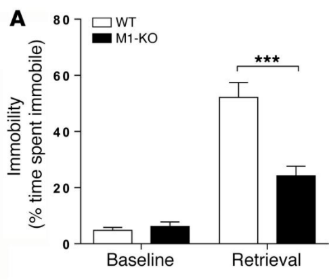 A
WT
M1-KO
***
Immobility
(% time spent immobile)
80
60
40
20
0
Baseline
Retrieval